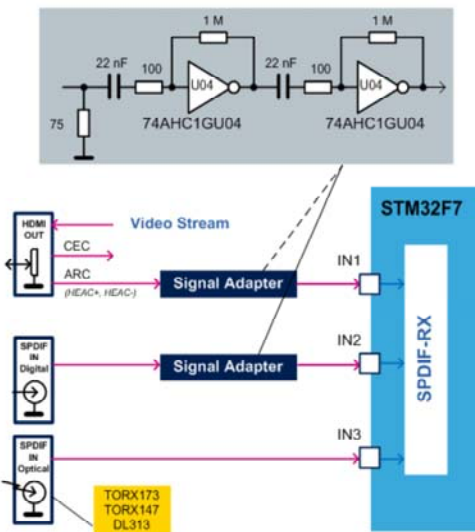 1 M
1 M
22 nF
100
22 nF
100
U04
U04
75
74AHC1GU04
74AHC1GU04
STM32F7
HDMI
OUT
Video Stream
CEC
ARC
(HEAC+, HEAC-)
Signal Adapter
IN1
SPDIF
IN
Digital
Signal Adapter
IN2
SPDIF-RX
SPDIF
IN
Optical
IN3
TORX173
TORX147
DL313